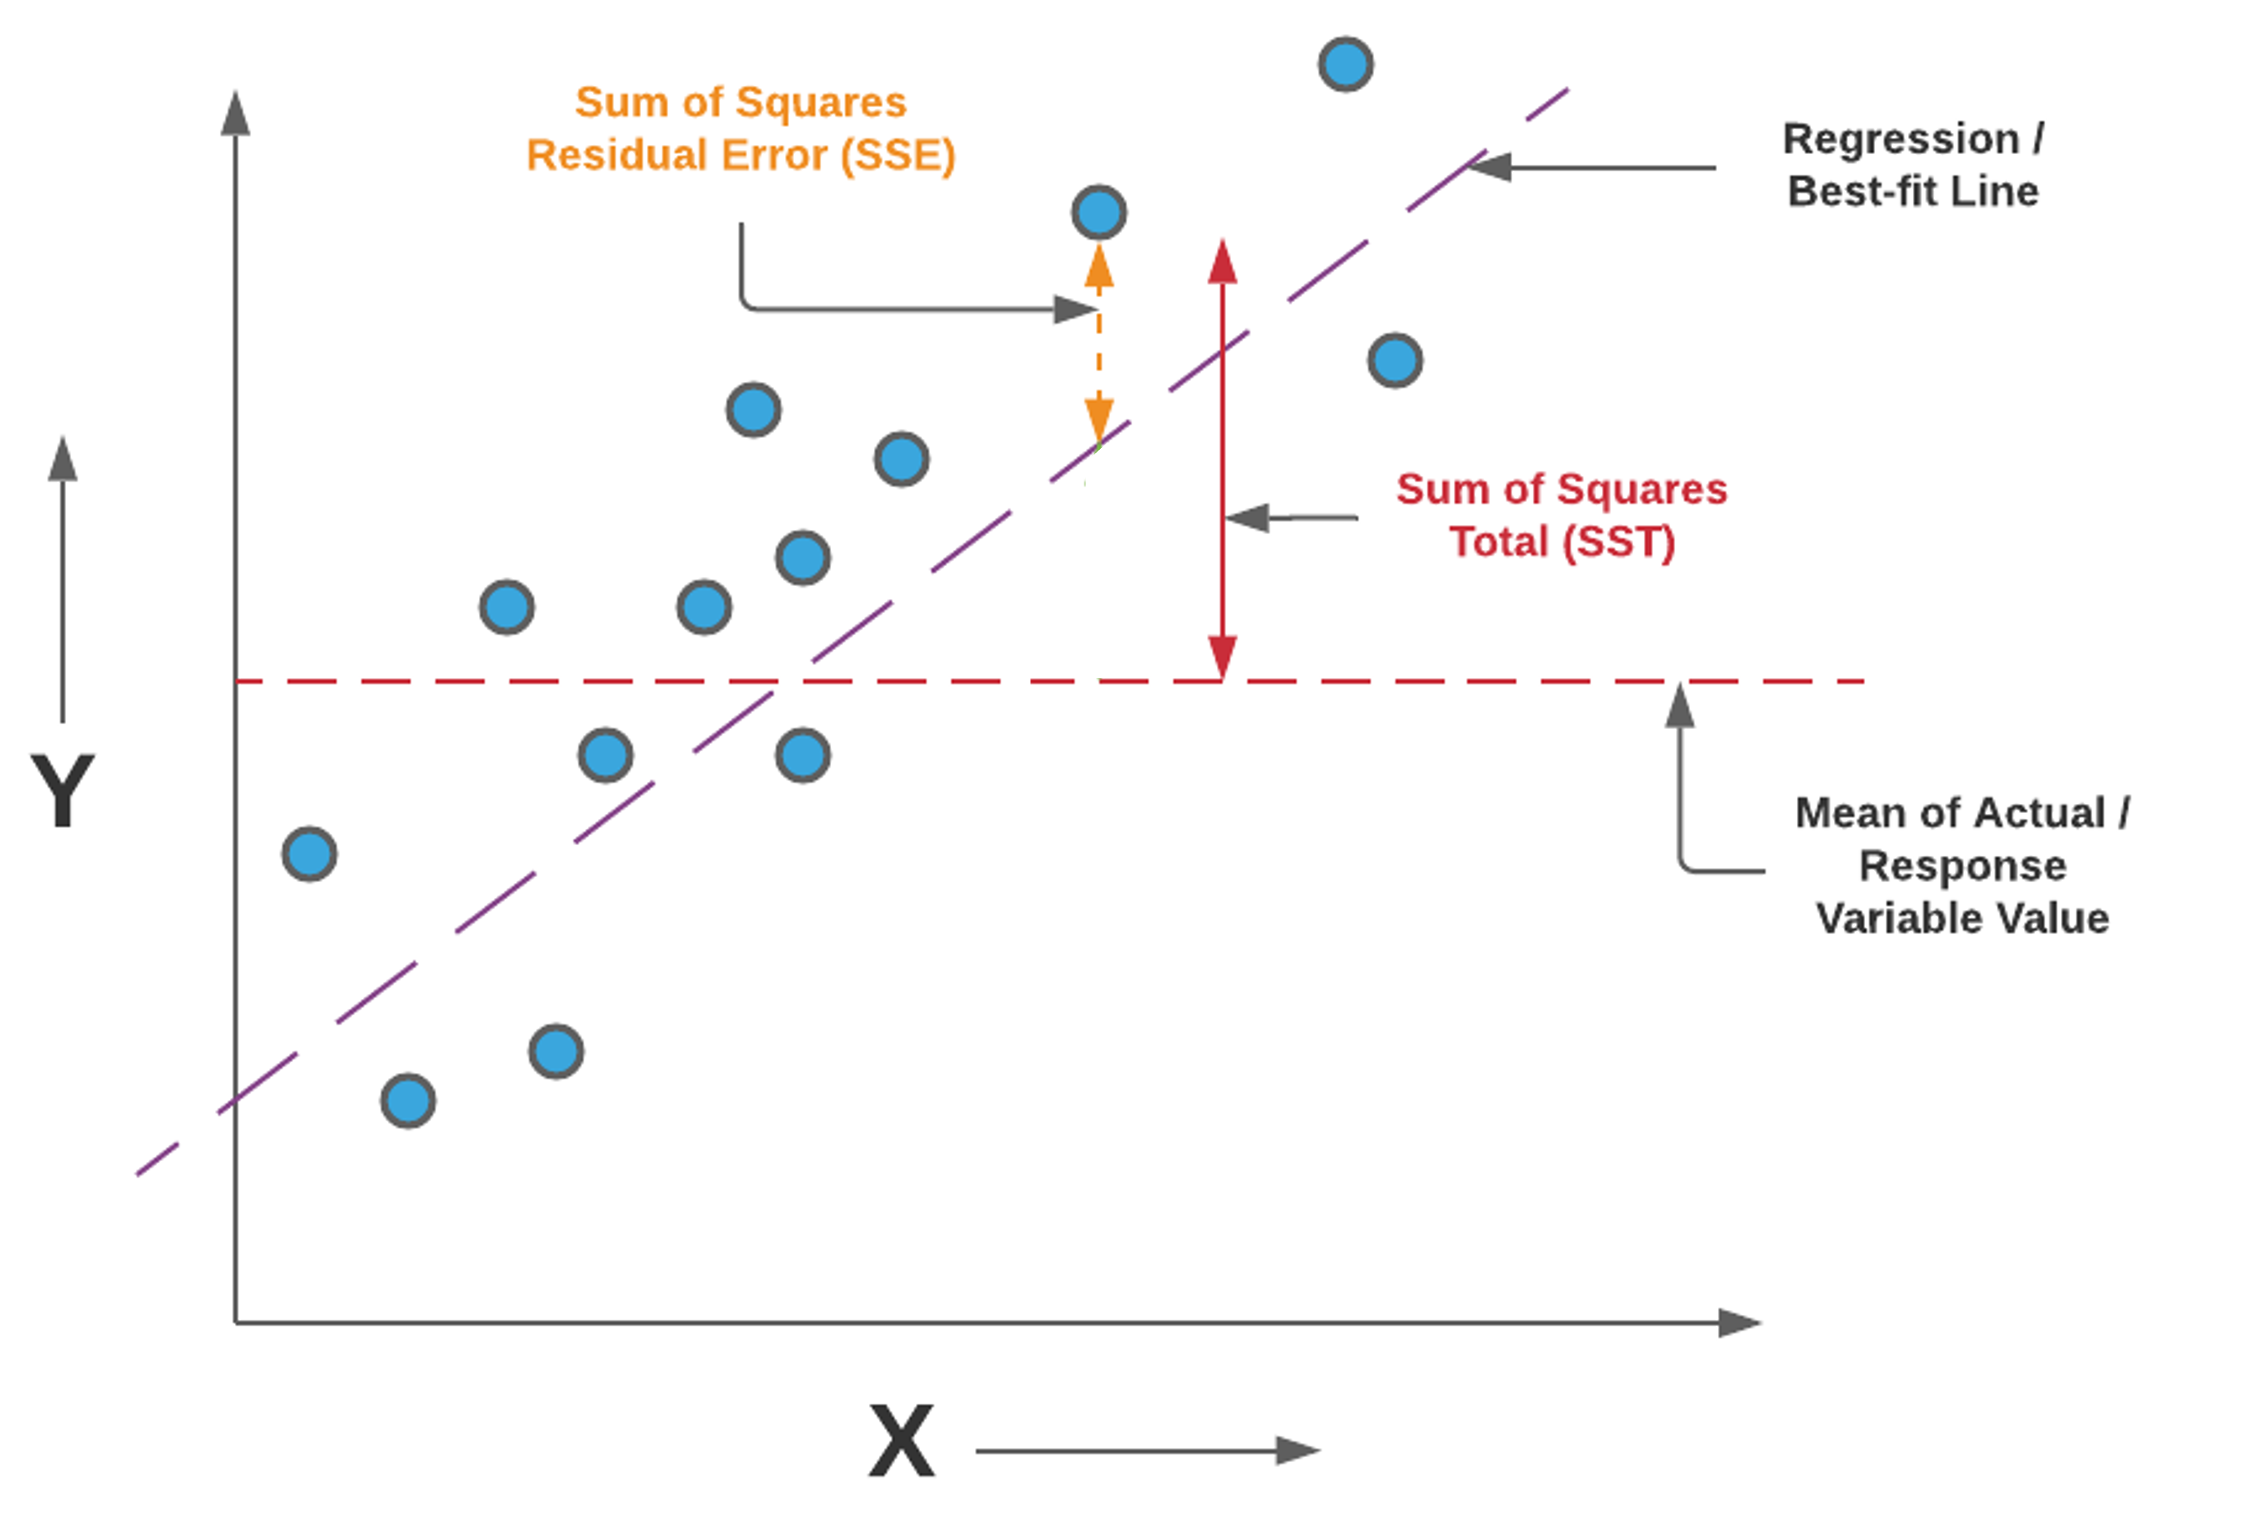 Sum of Squares
Residual Error (SSE)
Regression /
Best-fit Line
Sum of Squares
Total (SST)
Y
Mean of Actual /
Response
Variable Value
X